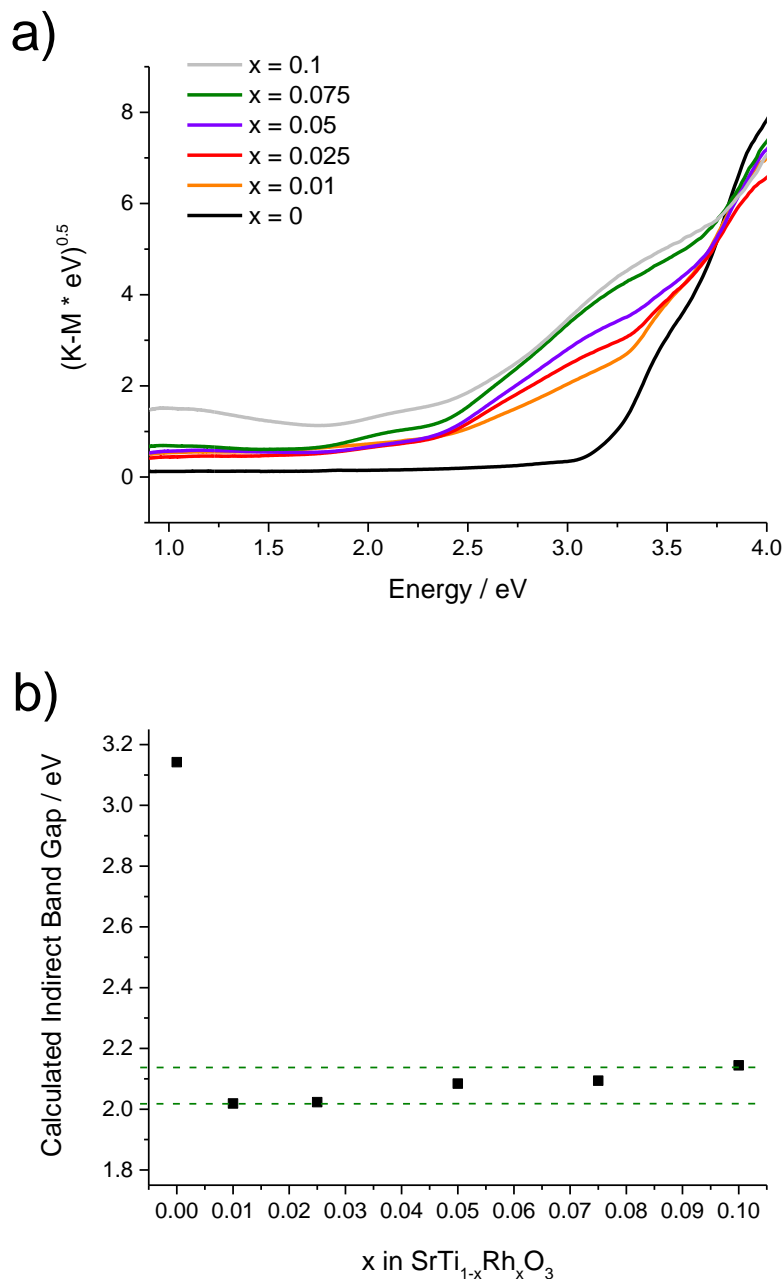 a)
x = 0.1
x = 0.075
x = 0.05
x = 0.025
x = 0.01
x = 0
8
6
4
2
0
(K-M * eV)^0.5
1.0 1.5 2.0 2.5 3.0 3.5 4.0
Energy / eV
b)
3.2
3.0
2.8
2.6
2.4
2.2
2.0
1.8
Calculated Indirect Band Gap / eV
0.00 0.01 0.02 0.03 0.04 0.05 0.06 0.07 0.08 0.09 0.10
x in SrTi₁₋ₓRhₓO₃